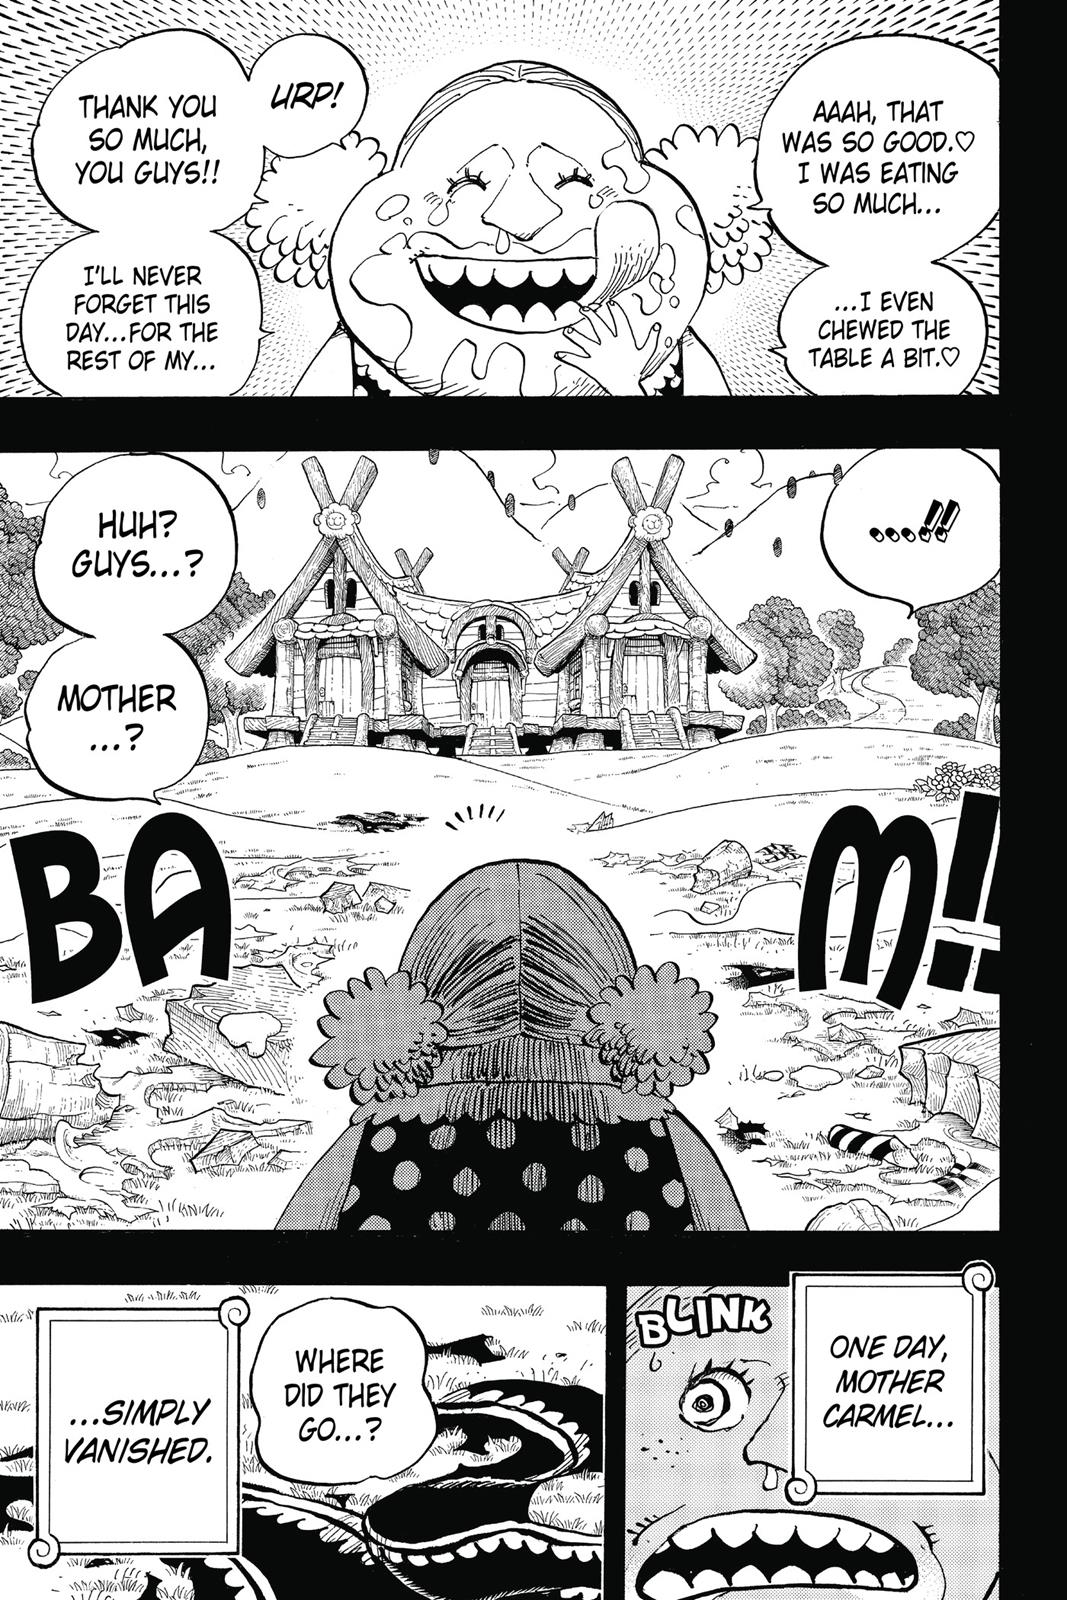 AAAH, THAT
WAS SO GOOD.♡
I WAS EATING
SO MUCH...
...I EVEN
CHEWED THE
TABLE A BIT.♡
URP!
THANK YOU
SO MUCH,
YOU GUYS!!
I'LL NEVER
FORGET THIS
DAY...FOR THE
REST OF MY...
...!!
HUH?
GUYS...?
MOTHER
...?
BAM!!
ONE DAY,
MOTHER
CARMEL...
BLINK
WHERE
DID THEY
GO...?
...SIMPLY
VANISHED.